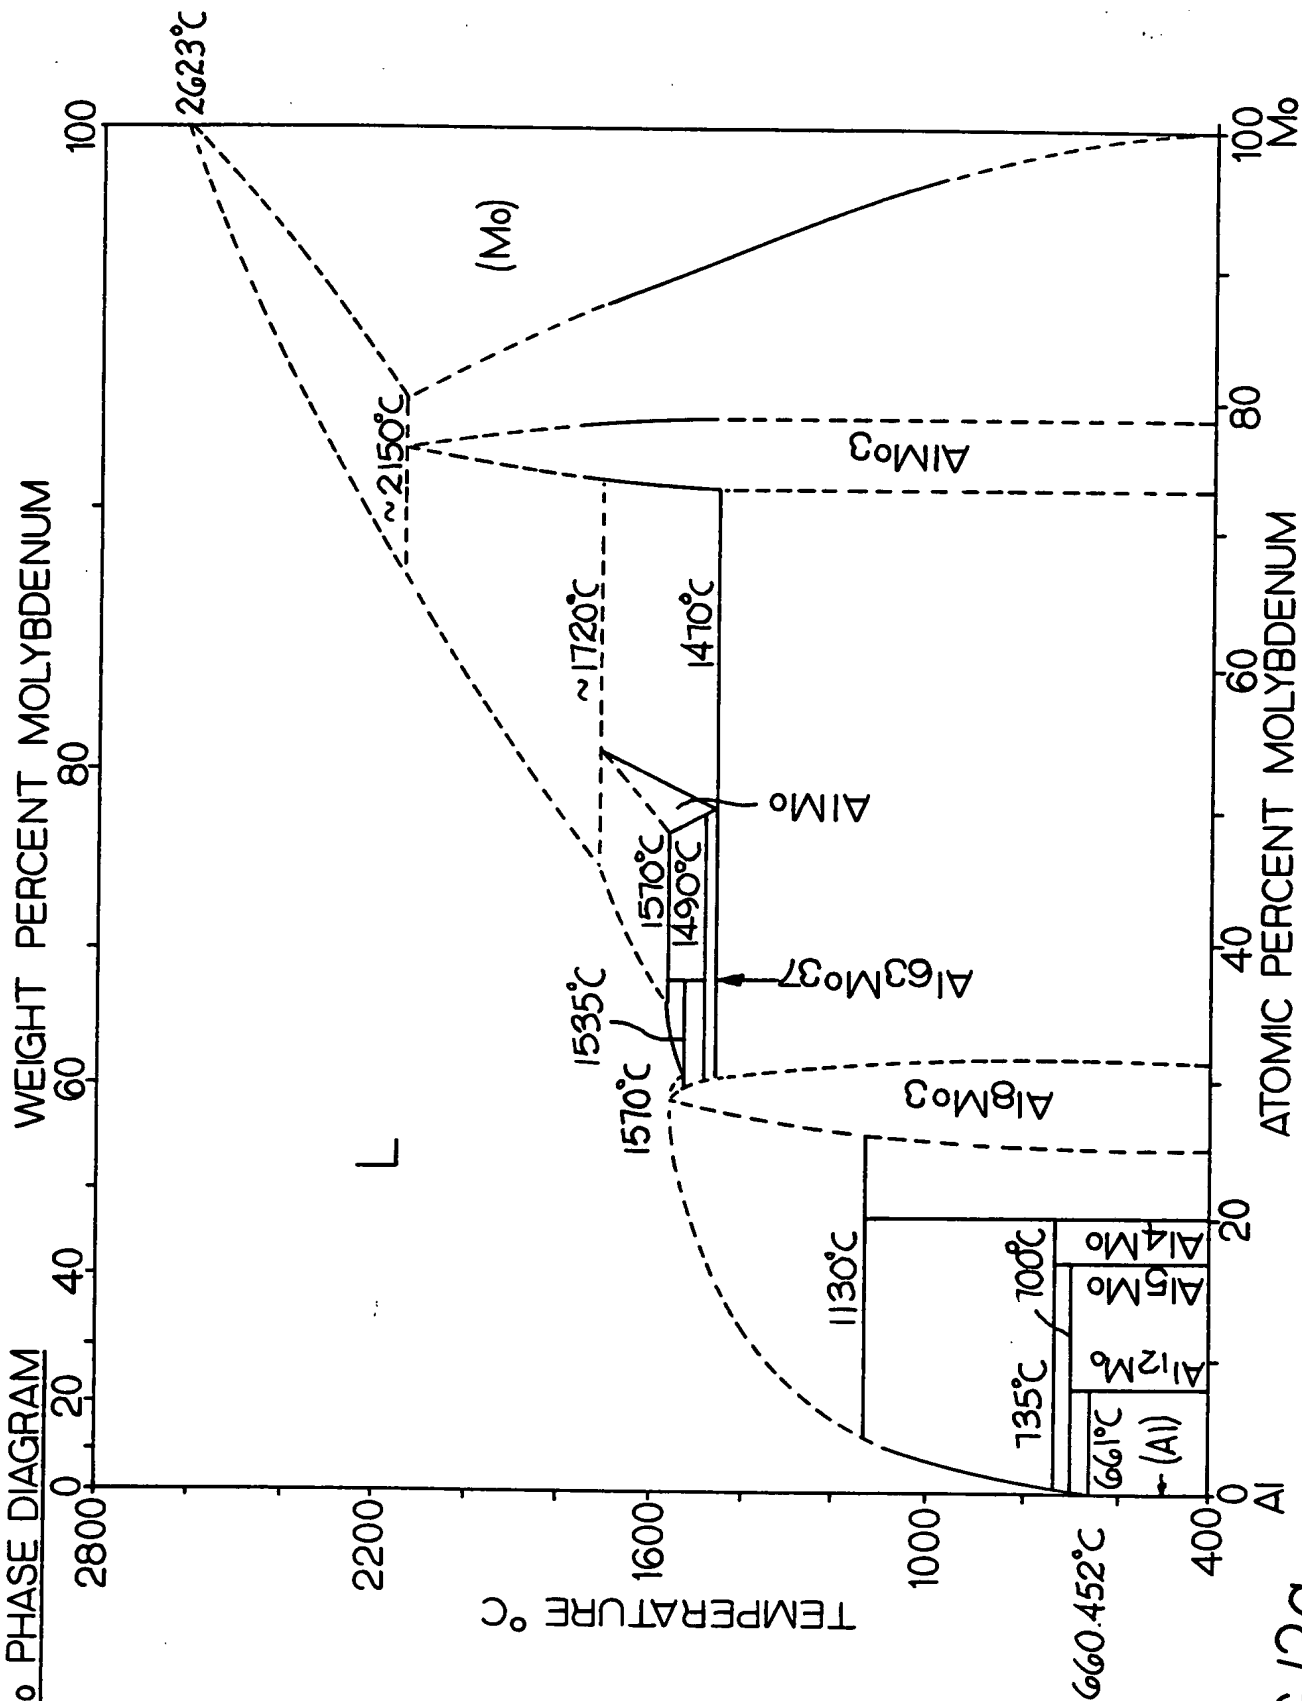 o PHASE DIAGRAM
WEIGHT PERCENT MOLYBDENUM
0 20 40 60 80 100
2800
2200
1600
1000
400
TEMPERATURE °C
2623°C
(Mo)
~2150°C
L
~1720°C
1570°C
1490°C
1470°C
1535°C
1570°C
AlMo3
AlMo
Al63Mo37
Al8Mo3
1130°C
735°C
700°C
661°C
(Al)
Al12Mo
Al5Mo
Al4Mo
660.452°C
0 20 40 60 80 100
Al
Mo
ATOMIC PERCENT MOLYBDENUM